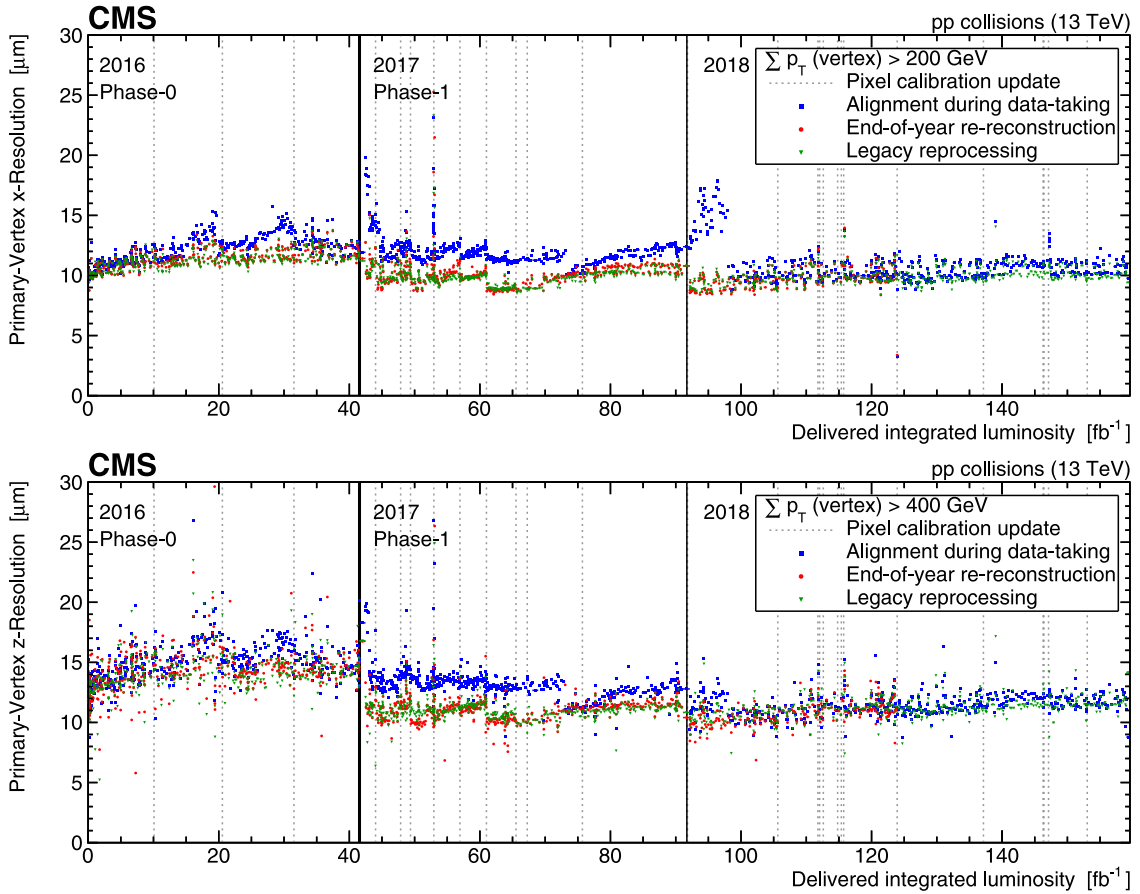 CMS
pp collisions (13 TeV)
Primary-Vertex x-Resolution [μm]
30
25
20
15
10
5
0
2016
Phase-0
2017
Phase-1
2018
∑ p_T (vertex) > 200 GeV
Pixel calibration update
Alignment during data-taking
End-of-year re-reconstruction
Legacy reprocessing
0 20 40 60 80 100 120 140
Delivered integrated luminosity [fb⁻¹]
CMS
pp collisions (13 TeV)
Primary-Vertex z-Resolution [μm]
30
25
20
15
10
5
0
2016
Phase-0
2017
Phase-1
2018
∑ p_T (vertex) > 400 GeV
Pixel calibration update
Alignment during data-taking
End-of-year re-reconstruction
Legacy reprocessing
0 20 40 60 80 100 120 140
Delivered integrated luminosity [fb⁻¹]